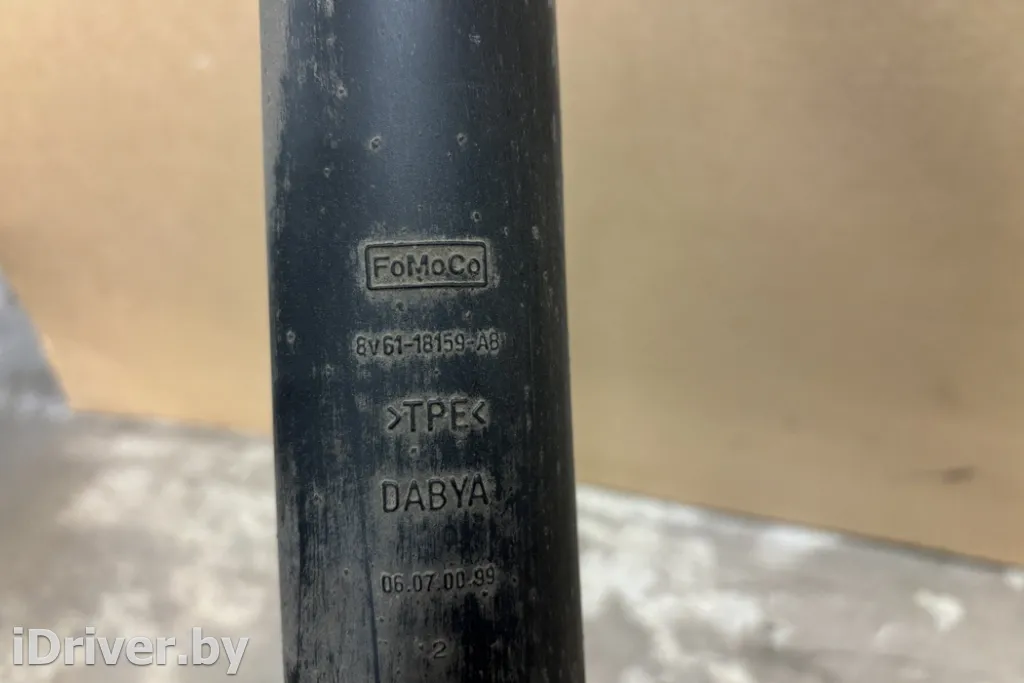 FoMoCo
8V61-18159-AB
>TPE<
DABYA
06.07.00.99
2
iDriver.by